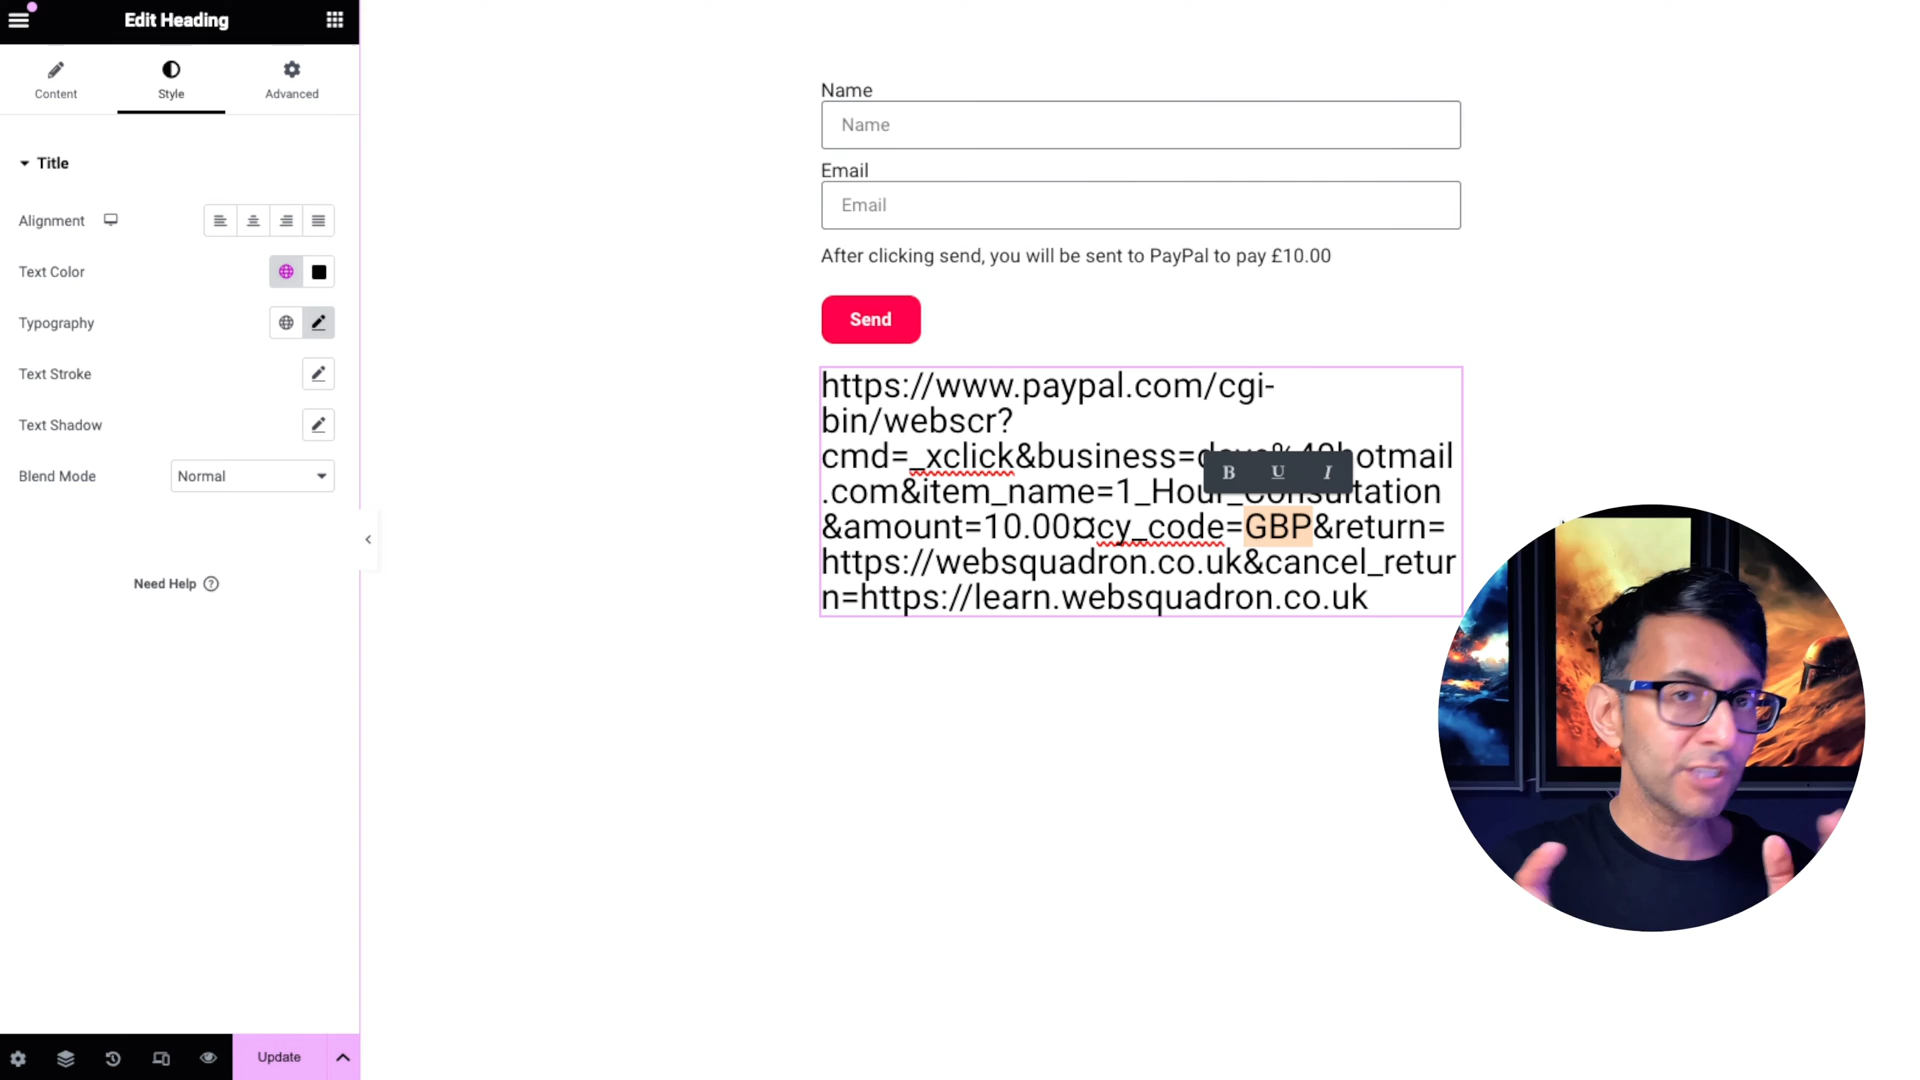 Edit Heading
Content
Style
Advanced
Title
Alignment
Text Color
Typography
Text Stroke
Text Shadow
Blend Mode
Normal
Need Help
Update
Name
Name
Email
Email
After clicking send, you will be sent to PayPal to pay £10.00
Send
https://www.paypal.com/cgi-
bin/webscr?
cmd=_xclick&business= hotmail
B U I
.com&item_name=1_Hour_Consultation
&amount=10.00¤cy_code=GBP&return=
https://websquadron.co.uk&cancel_retur
n=https://learn.websquadron.co.uk